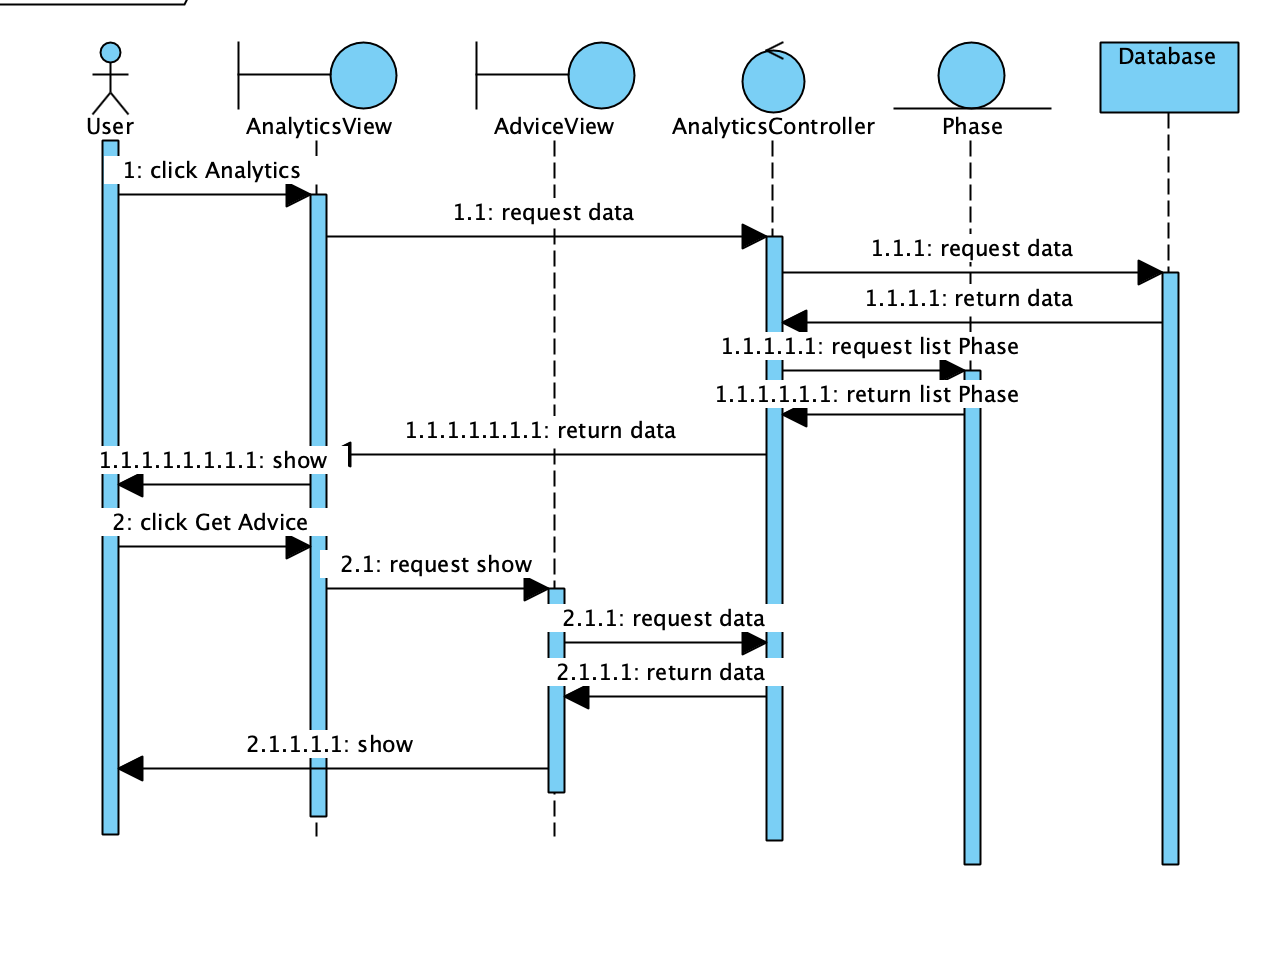 Database
User
AnalyticsView
AdviceView
AnalyticsController
Phase
1: click Analytics
1.1: request data
1.1.1: request data
1.1.1.1: return data
1.1.1.1.1: request list Phase
1.1.1.1.1.1: return list Phase
1.1.1.1.1.1.1: return data
1.1.1.1.1.1.1.1: show
2: click Get Advice
2.1: request show
2.1.1: request data
2.1.1.1: return data
2.1.1.1.1: show